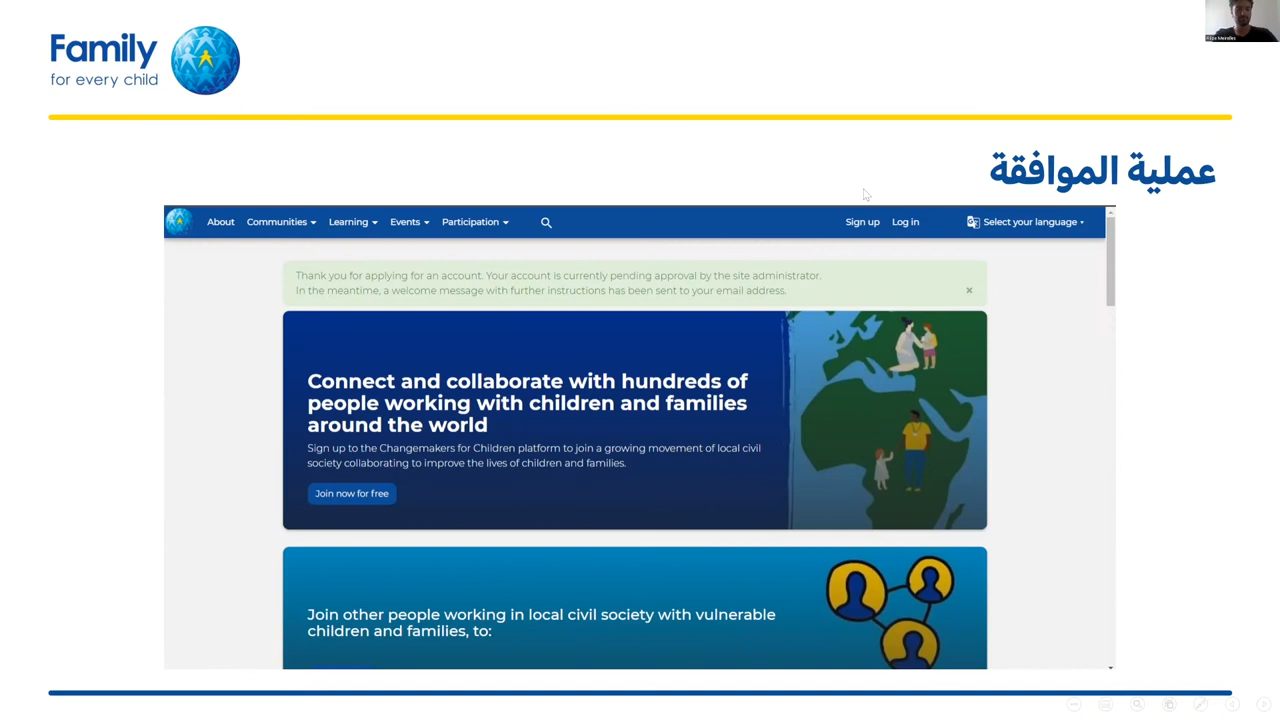 Family
for every child
عملية الموافقة
About
Communities
Learning
Events
Participation
Sign up
Log in
Select your language
Thank you for applying for an account. Your account is currently pending approval by the site administrator.
In the meantime, a welcome message with further instructions has been sent to your email address.
×
Connect and collaborate with hundreds of
people working with children and families
around the world
Sign up to the Changemakers for Children platform to join a growing movement of local civil
society collaborating to improve the lives of children and families.
Join now for free
Join other people working in local civil society with vulnerable
children and families, to: